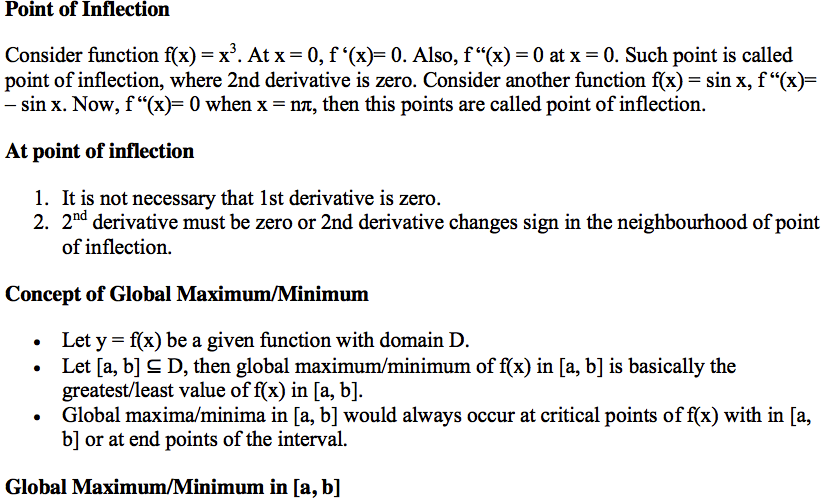 Point of Inflection
Consider function f(x) = x³. At x = 0, f ‘(x)= 0. Also, f “(x) = 0 at x = 0. Such point is called
point of inflection, where 2nd derivative is zero. Consider another function f(x) = sin x, f “(x)=
– sin x. Now, f “(x)= 0 when x = nπ, then this points are called point of inflection.
At point of inflection
1. It is not necessary that 1st derivative is zero.
2. 2nd derivative must be zero or 2nd derivative changes sign in the neighbourhood of point
of inflection.
Concept of Global Maximum/Minimum
• Let y = f(x) be a given function with domain D.
• Let [a, b] ⊆ D, then global maximum/minimum of f(x) in [a, b] is basically the
greatest/least value of f(x) in [a, b].
• Global maxima/minima in [a, b] would always occur at critical points of f(x) with in [a,
b] or at end points of the interval.
Global Maximum/Minimum in [a, b]